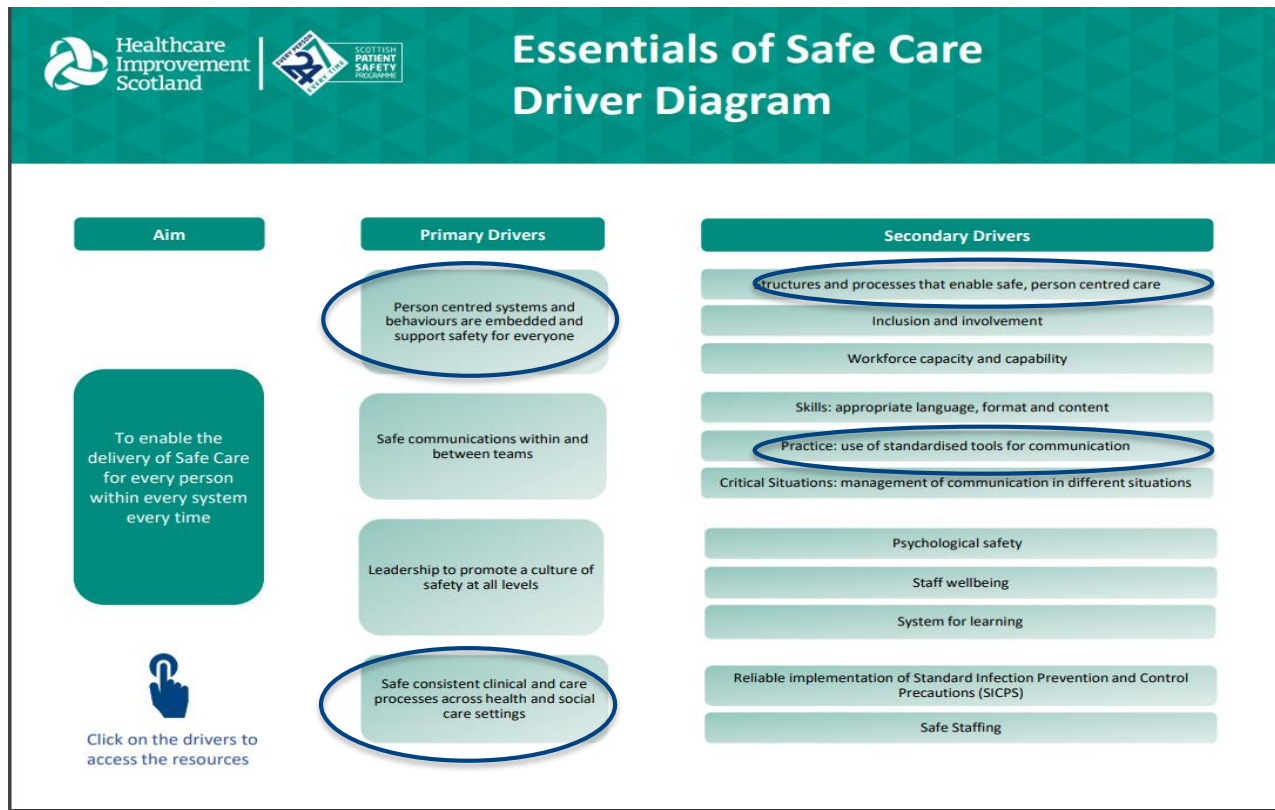 Healthcare
Improvement
Scotland
EVERY PERSON
24/7
EVERY TIME
SCOTTISH
PATIENT
SAFETY
PROGRAMME
Essentials of Safe Care
Driver Diagram
Aim
To enable the
delivery of Safe Care
for every person
within every system
every time
Click on the drivers to
access the resources
Primary Drivers
Person centred systems and
behaviours are embedded and
support safety for everyone
Safe communications within and
between teams
Leadership to promote a culture of
safety at all levels
Safe consistent clinical and care
processes across health and social
care settings
Secondary Drivers
Structures and processes that enable safe, person centred care
Inclusion and involvement
Workforce capacity and capability
Skills: appropriate language, format and content
Practice: use of standardised tools for communication
Critical Situations: management of communication in different situations
Psychological safety
Staff wellbeing
System for learning
Reliable implementation of Standard Infection Prevention and Control
Precautions (SICPS)
Safe Staffing